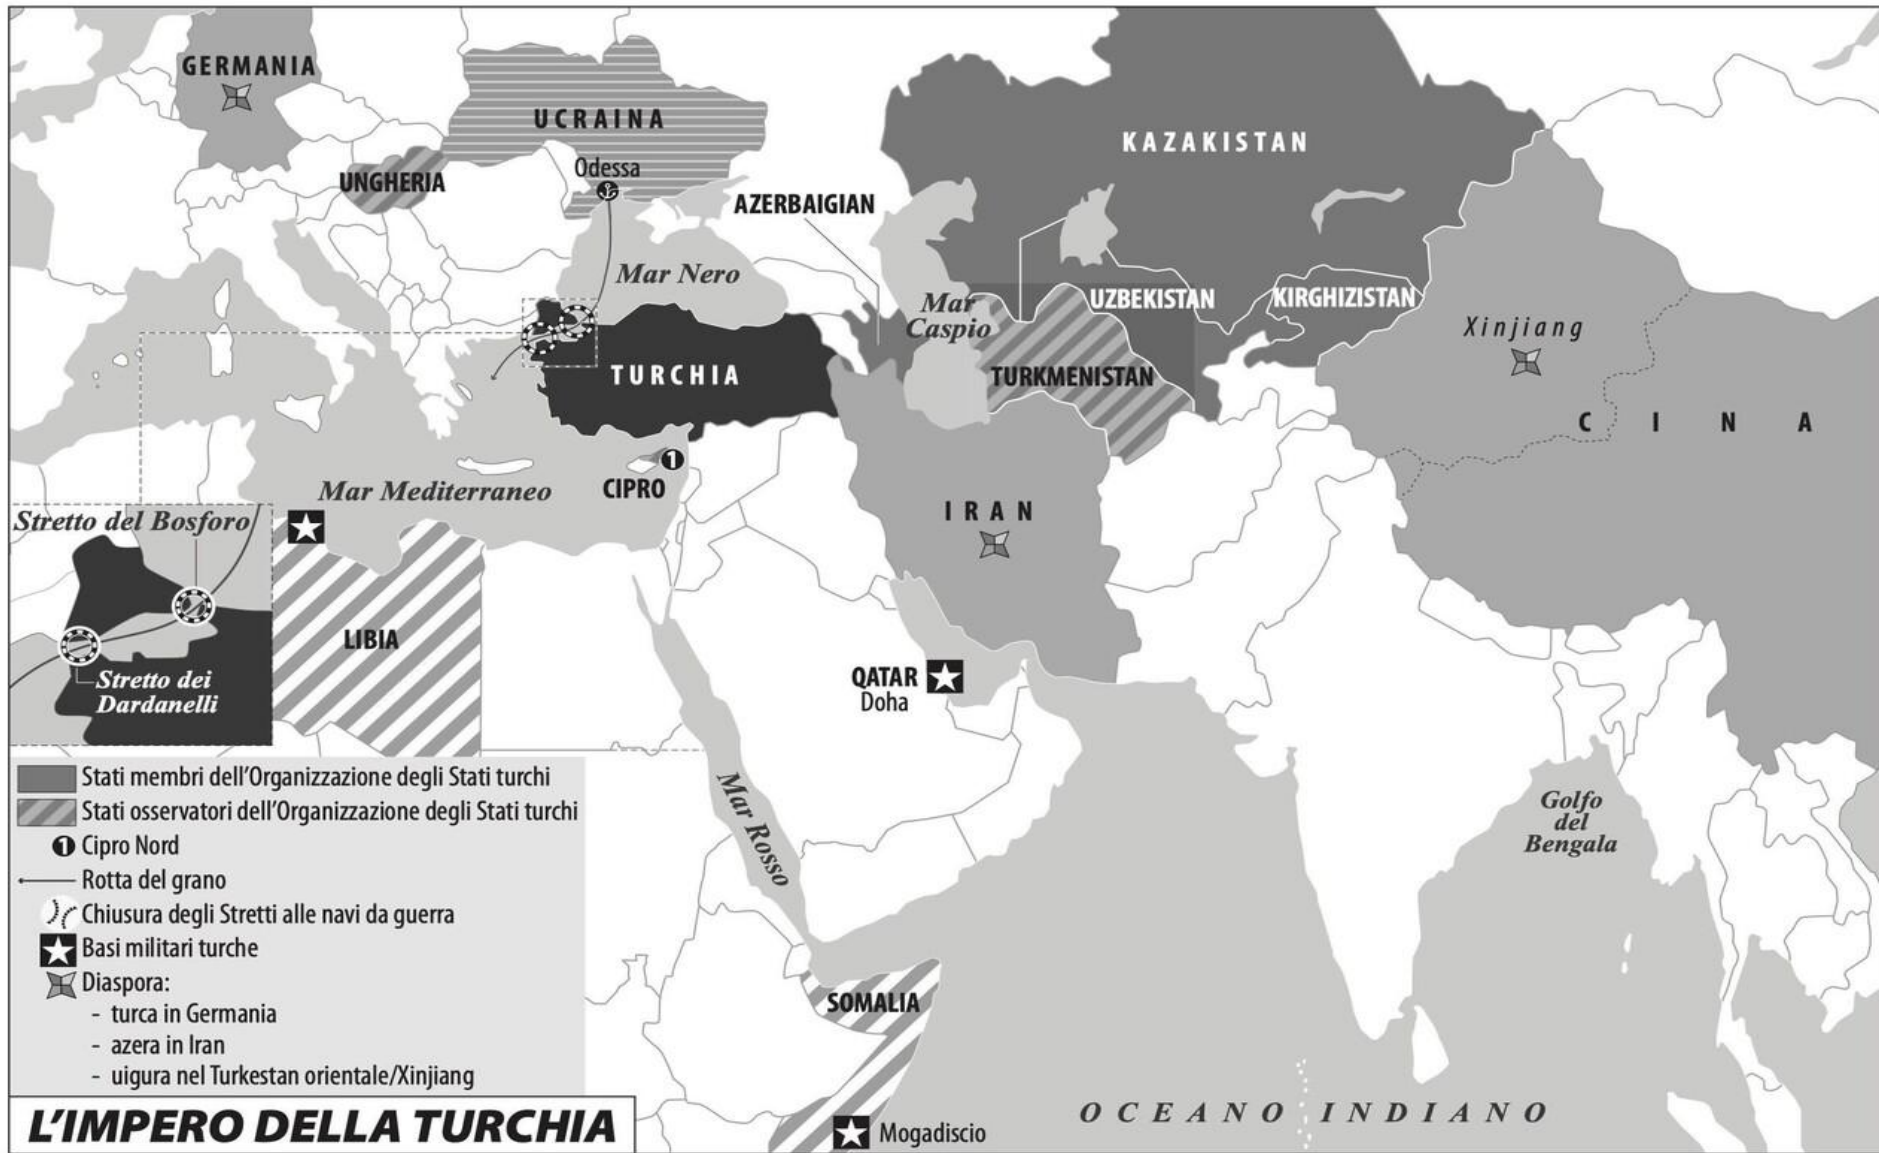 GERMANIA
UCRAINA
KAZAKISTAN
Odessa
UNGHERIA
AZERBAIGIAN
Mar Nero
Mar
Caspio
UZBEKISTAN
KIRGHIZISTAN
Xinjiang
TURCHIA
TURKMENISTAN
CINA
1
CIPRO
Mar Mediterraneo
IRAN
Stretto del Bosforo
LIBIA
Stretto dei
Dardanelli
QATAR
Doha
Mar Rosso
Golfo
del
Bengala
SOMALIA
OCEANO INDIANO
Mogadiscio
Stati membri dell'Organizzazione degli Stati turchi
Stati osservatori dell'Organizzazione degli Stati turchi
1 Cipro Nord
Rotta del grano
Chiusura degli Stretti alle navi da guerra
Basi militari turche
Diaspora:
- turca in Germania
- azera in Iran
- uigura nel Turkestan orientale/Xinjiang
L'IMPERO DELLA TURCHIA